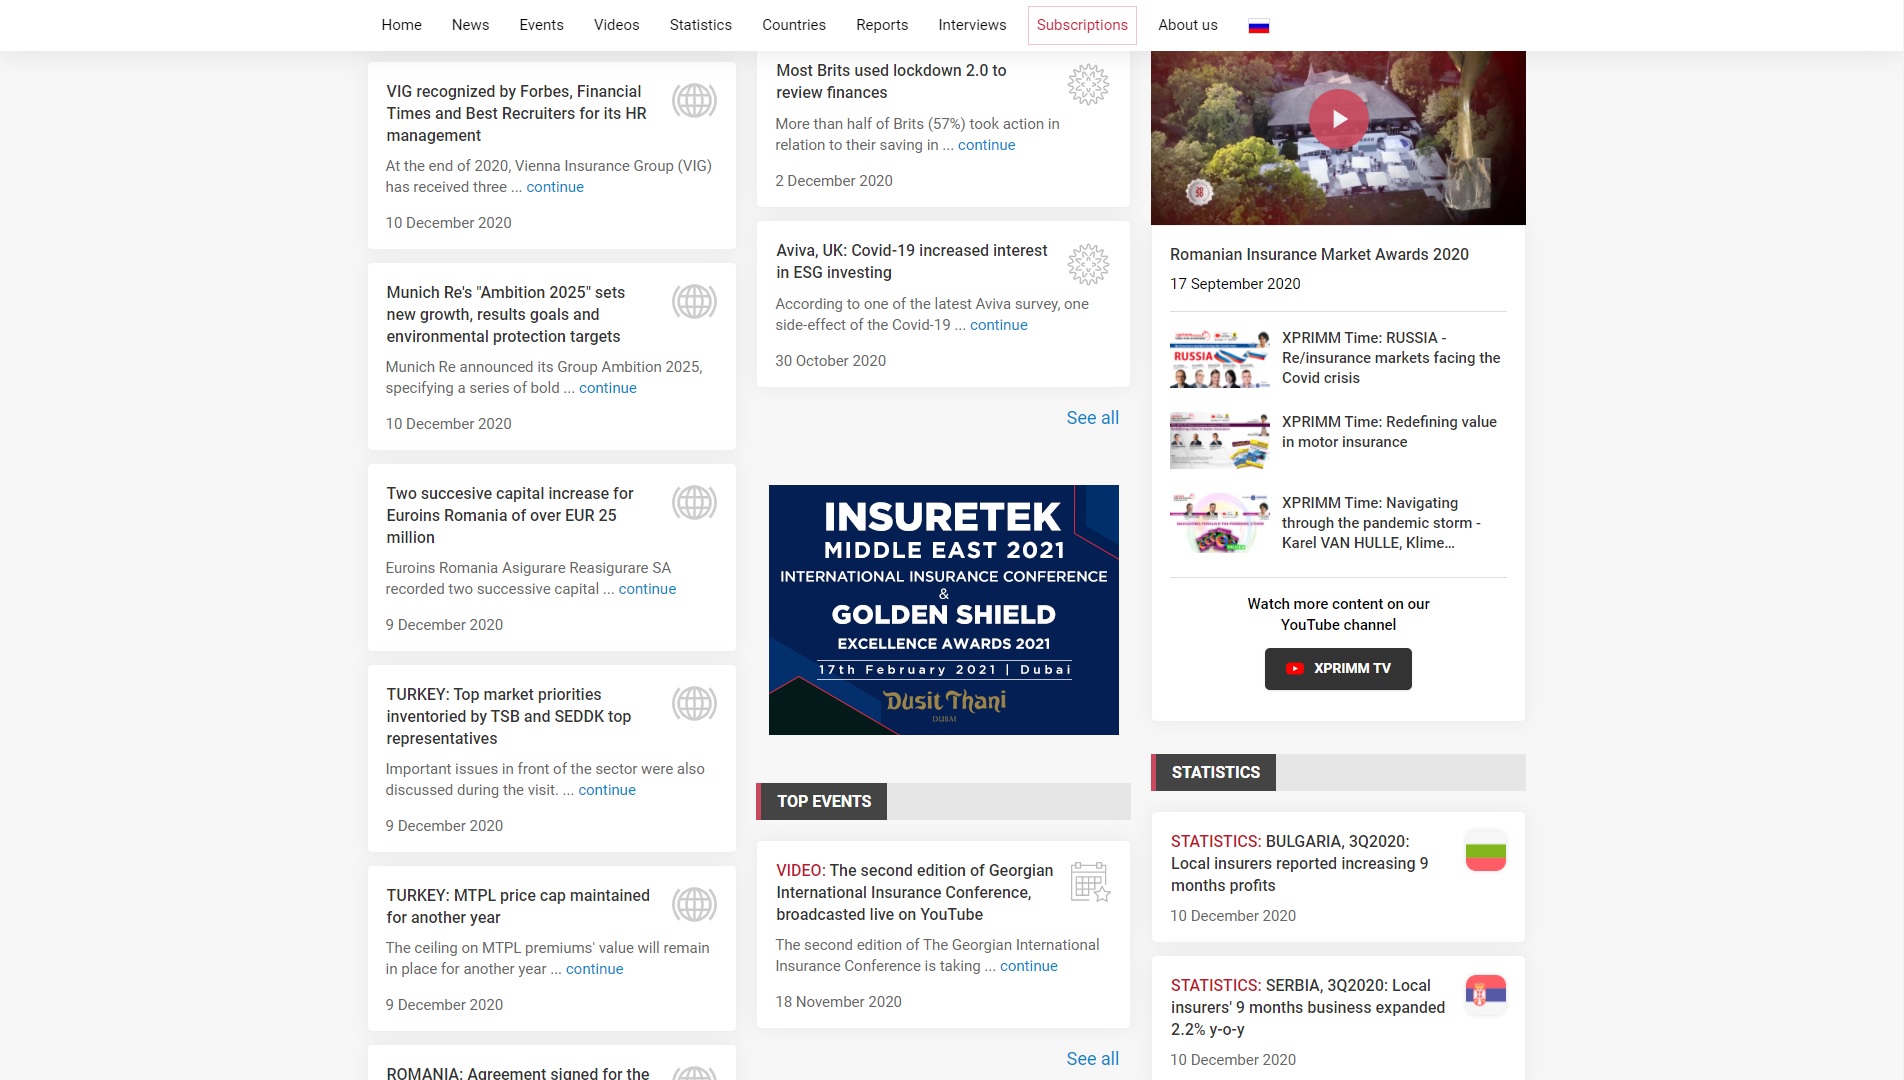 Home News Events Videos Statistics Countries Reports Interviews Subscriptions About us
VIG recognized by Forbes, Financial
Times and Best Recruiters for its HR
management
At the end of 2020, Vienna Insurance Group (VIG)
has received three ... continue
10 December 2020
Munich Re's "Ambition 2025" sets
new growth, results goals and
environmental protection targets
Munich Re announced its Group Ambition 2025,
specifying a series of bold ... continue
10 December 2020
Two succesive capital increase for
Euroins Romania of over EUR 25
million
Euroins Romania Asigurare Reasigurare SA
recorded two successive capital ... continue
9 December 2020
TURKEY: Top market priorities
inventoried by TSB and SEDDK top
representatives
Important issues in front of the sector were also
discussed during the visit. ... continue
9 December 2020
TURKEY: MTPL price cap maintained
for another year
The ceiling on MTPL premiums' value will remain
in place for another year ... continue
9 December 2020
ROMANIA: Agreement signed for the
Most Brits used lockdown 2.0 to
review finances
More than half of Brits (57%) took action in
relation to their saving in ... continue
2 December 2020
Aviva, UK: Covid-19 increased interest
in ESG investing
According to one of the latest Aviva survey, one
side-effect of the Covid-19 ... continue
30 October 2020
See all
INSURETEK
MIDDLE EAST 2021
INTERNATIONAL INSURANCE CONFERENCE
&
GOLDEN SHIELD
EXCELLENCE AWARDS 2021
17th February 2021 | Dubai
Dusit Thani
DUBAI
TOP EVENTS
VIDEO: The second edition of Georgian
International Insurance Conference,
broadcasted live on YouTube
The second edition of The Georgian International
Insurance Conference is taking ... continue
18 November 2020
See all
Romanian Insurance Market Awards 2020
17 September 2020
RUSSIA
XPRIMM Time: RUSSIA -
Re/insurance markets facing the
Covid crisis
XPRIMM Time: Redefining value
in motor insurance
XPRIMM Time: Navigating
through the pandemic storm -
Karel VAN HULLE, Klime...
Watch more content on our
YouTube channel
XPRIMM TV
STATISTICS
STATISTICS: BULGARIA, 3Q2020:
Local insurers reported increasing 9
months profits
10 December 2020
STATISTICS: SERBIA, 3Q2020: Local
insurers' 9 months business expanded
2.2% y-o-y
10 December 2020